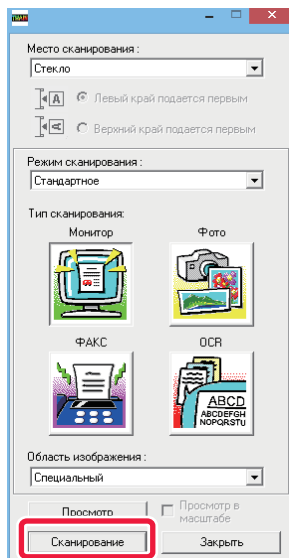 Место сканирования :
Стекло
A Левый край подается первым
A Верхний край подается первым
Режим сканирования :
Стандартное
Тип сканирования:
Монитор Фото
ФАКС OCR
ABCD
ABCDEFGH
NOPQRSTU
Область изображения :
Специальный
Просмотр Просмотр в масштабе
Сканирование Закрыть